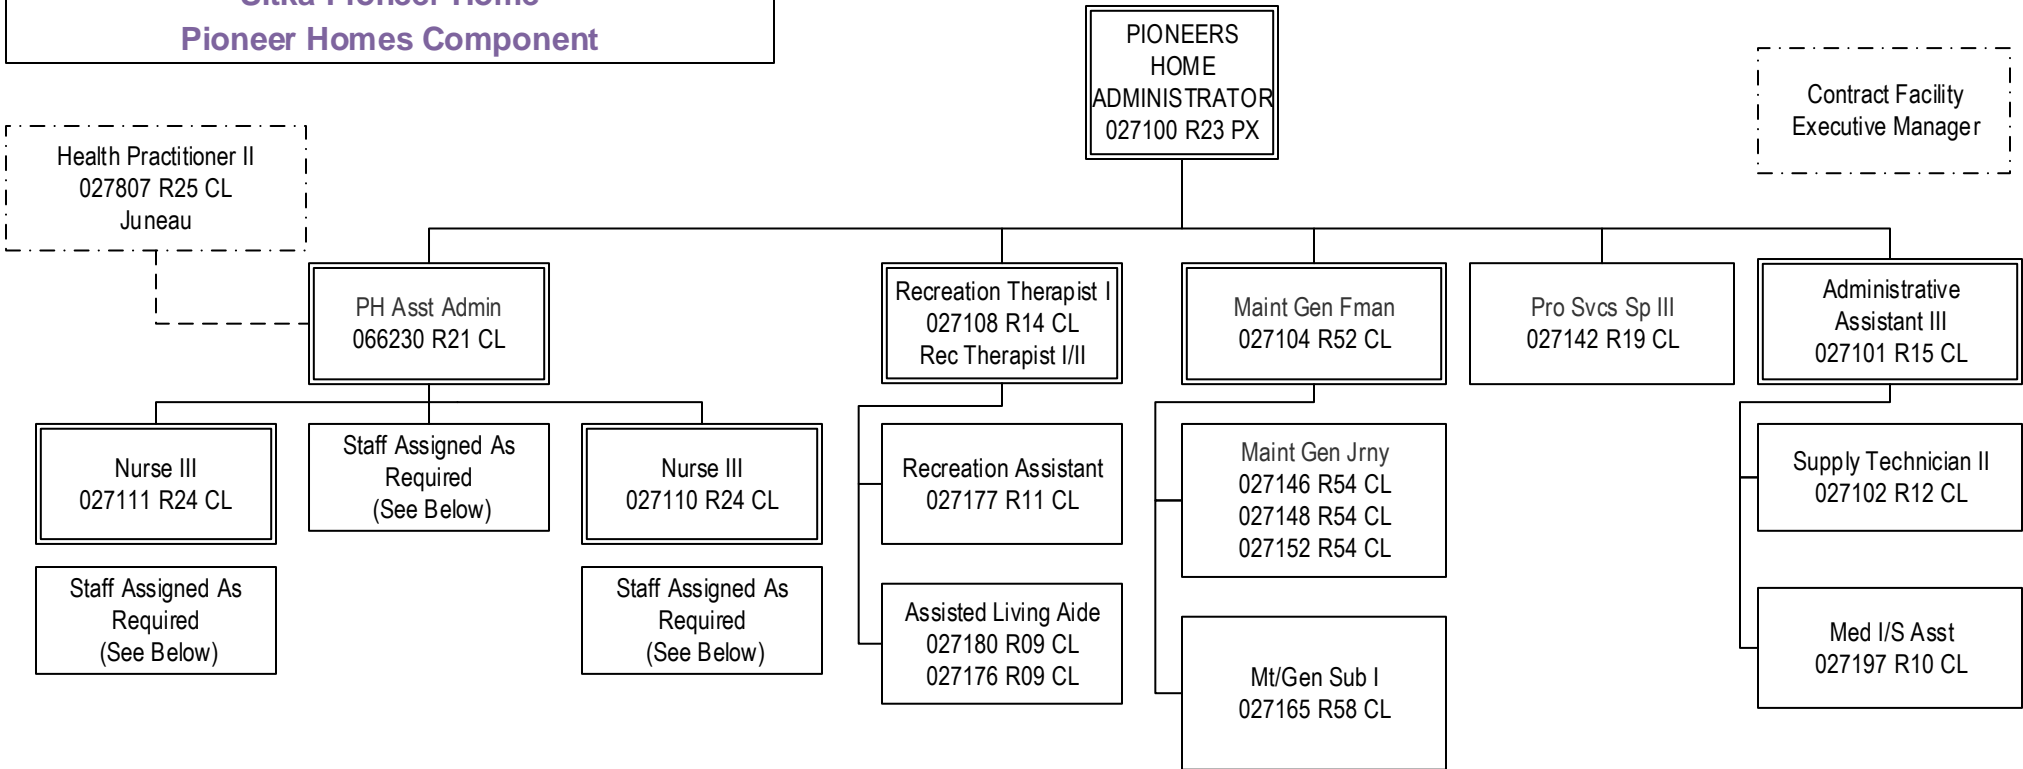 Sitka Pioneer Home
Pioneer Homes Component
PIONEERS
HOME
ADMINISTRATOR
027100 R23 PX
Contract Facility
Executive Manager
Health Practitioner II
027807 R25 CL
Juneau
PH Asst Admin
066230 R21 CL
Recreation Therapist I
027108 R14 CL
Rec Therapist I/II
Maint Gen Fman
027104 R52 CL
Pro Svcs Sp III
027142 R19 CL
Administrative
Assistant III
027101 R15 CL
Nurse III
027111 R24 CL
Staff Assigned As
Required
(See Below)
Nurse III
027110 R24 CL
Recreation Assistant
027177 R11 CL
Maint Gen Jrny
027146 R54 CL
027148 R54 CL
027152 R54 CL
Supply Technician II
027102 R12 CL
Staff Assigned As
Required
(See Below)
Staff Assigned As
Required
(See Below)
Assisted Living Aide
027180 R09 CL
027176 R09 CL
Mt/Gen Sub I
027165 R58 CL
Med I/S Asst
027197 R10 CL